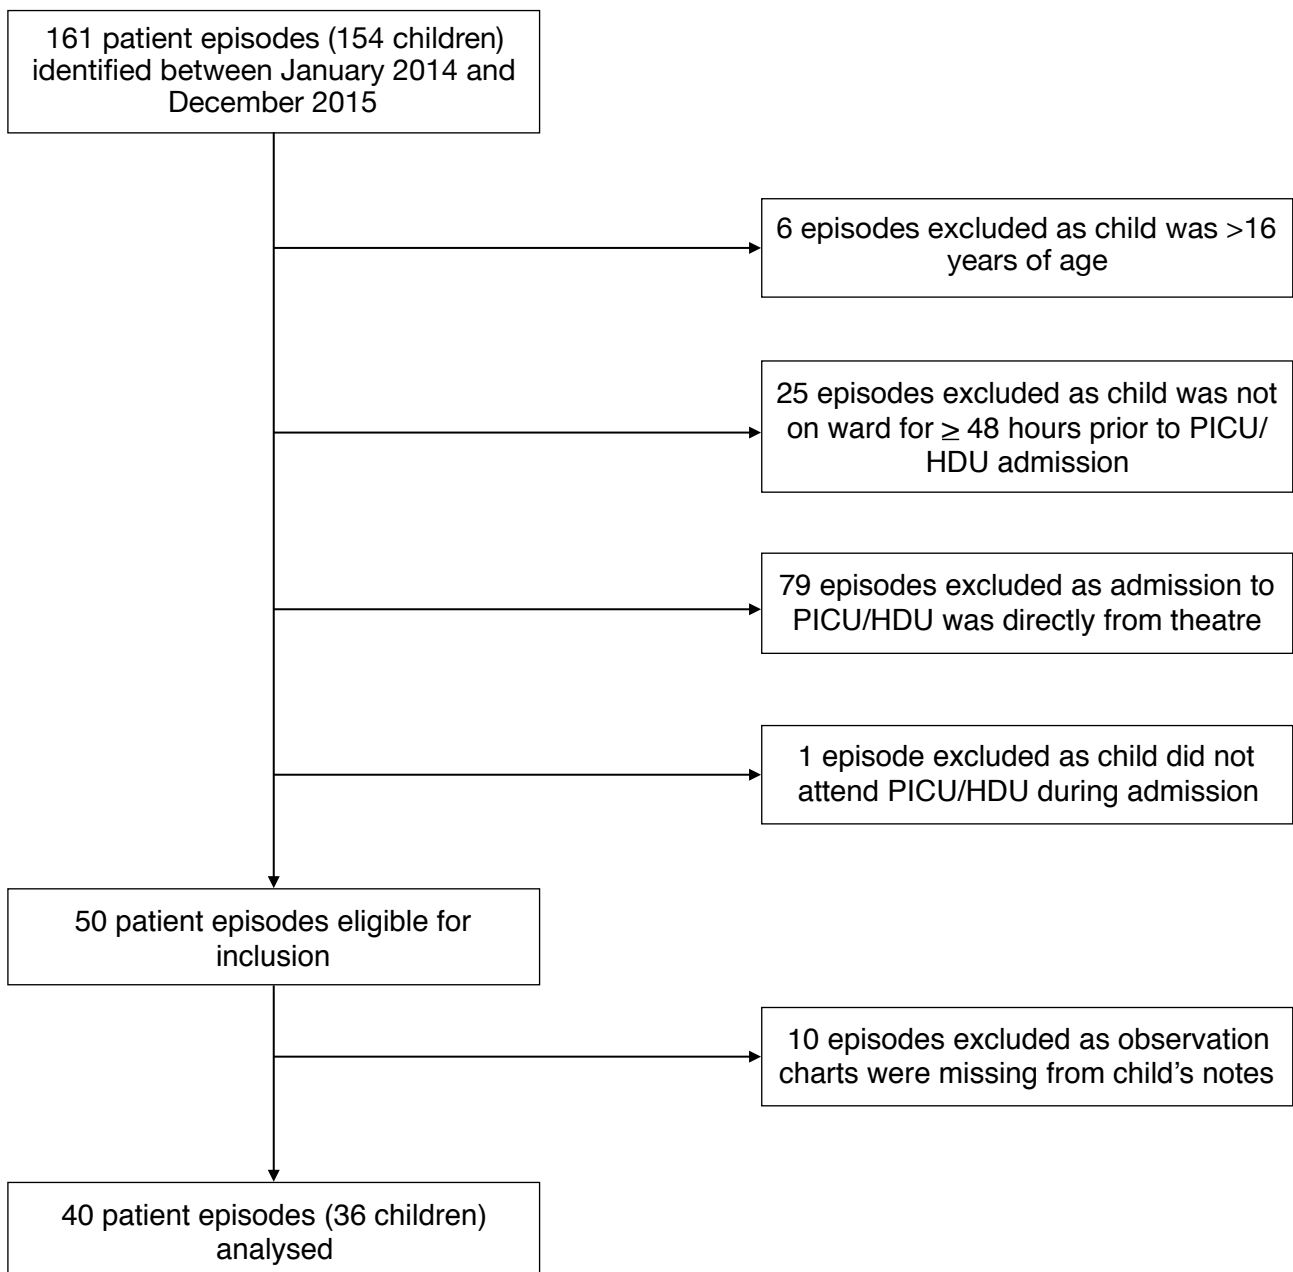 161 patient episodes (154 children)
identified between January 2014 and
December 2015
6 episodes excluded as child was >16
years of age
25 episodes excluded as child was not
on ward for ≥ 48 hours prior to PICU/
HDU admission
79 episodes excluded as admission to
PICU/HDU was directly from theatre
1 episode excluded as child did not
attend PICU/HDU during admission
50 patient episodes eligible for
inclusion
10 episodes excluded as observation
charts were missing from child’s notes
40 patient episodes (36 children)
analysed